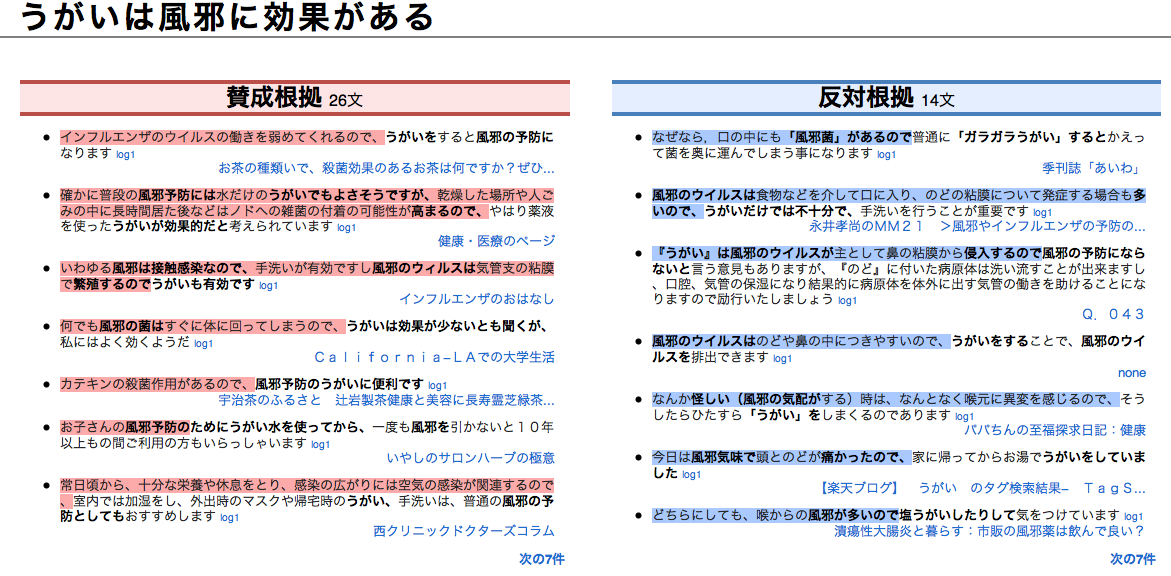 うがいは風邪に効果がある
賛成根拠 26文
● インフルエンザのウイルスの働きを弱めてくれるので、うがいをすると風邪の予防に
なります log1
お茶の種類いで、殺菌効果のあるお茶は何ですか？ぜひ...
● 確かに普段の風邪予防には水だけのうがいでもよさそうですが、乾燥した場所や人ご
みの中に長時間居た後などはノドへの雑菌の付着の可能性が高まるので、やはり薬液
を使ったうがいが効果的だと考えられています log1
健康・医療のページ
● いわゆる風邪は接触感染なので、手洗いが有効ですし風邪のウィルスは気管支の粘膜
で繁殖するのでうがいも有効です log1
インフルエンザのおはなし
● 何でも風邪の菌はすぐに体に回ってしまうので、うがいは効果が少ないとも聞くが、
私にはよく効くようだ log1
Ｃａｌｉｆｏｒｎｉａ−ＬＡでの大学生活
● カテキンの殺菌作用があるので、風邪予防のうがいに便利です log1
宇治茶のふるさと　辻岩製茶健康と美容に長寿霊芝緑茶...
● お子さんの風邪予防のためにうがい水を使ってから、一度も風邪を引かないと１０年
以上もの間ご利用の方もいらっしゃいます log1
いやしのサロンハーブの極意
● 常日頃から、十分な栄養や休息をとり、感染の広がりには空気の感染が関連するので
、室内では加湿をし、外出時のマスクや帰宅時のうがい、手洗いは、普通の風邪の予
防としてもおすすめします log1
西クリニックドクターズコラム
次の7件
反対根拠 14文
● なぜなら，口の中にも「風邪菌」があるので普通に「ガラガラうがい」するとかえっ
て菌を奥に運んでしまう事になります log1
季刊誌「あいわ」
● 風邪のウイルスは食物などを介して口に入り、のどの粘膜について発症する場合も多
いので、うがいだけでは不十分で、手洗いを行うことが重要です log1
永井孝尚のＭＭ２１　＞風邪やインフルエンザの予防の...
● 『うがい』は風邪のウイルスが主として鼻の粘膜から侵入するので風邪の予防になら
ないと言う意見もありますが、『のど』に付いた病原体は洗い流すことが出来ますし
、口腔、気管の保湿になり結果的に病原体を体外に出す気管の働きを助けることにな
りますので励行いたしましょう log1
Ｑ．０４３
● 風邪のウイルスはのどや鼻の中につきやすいので、うがいをすることで、風邪のウイ
ルスを排出できます log1
none
● なんか怪しい（風邪の気配がする）時は、なんとなく喉元に異変を感じるので、そう
したらひたすら「うがい」をしまくるのであります log1
パパちんの至福探求日記：健康
● 今日は風邪気味で頭とのどが痛かったので、家に帰ってからお湯でうがいをしていま
した log1
【楽天ブログ】　うがい　のタグ検索結果−　ＴａｇＳ...
● どちらにしても、喉からの風邪が多いので塩うがいしたりして気をつけています log1
潰瘍性大腸炎と暮らす：市販の風邪薬は飲んで良い？
次の7件